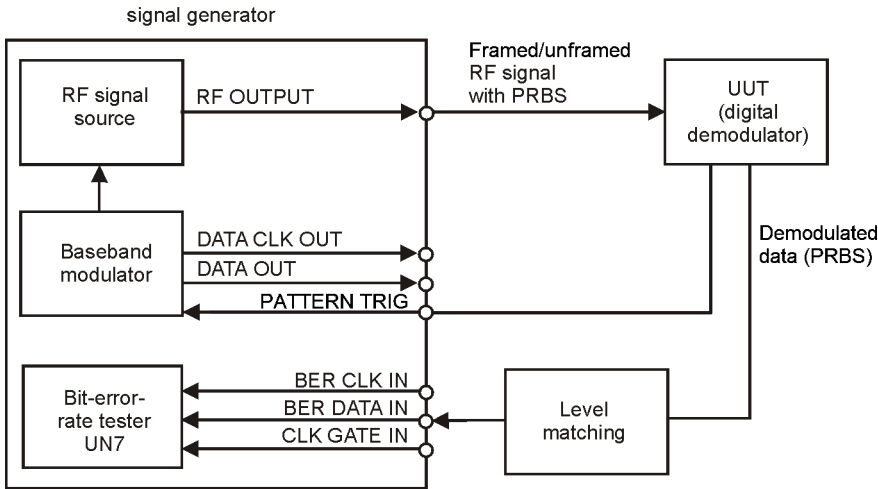 signal generator
RF signal
source
RF OUTPUT
Framed/unframed
RF signal
with PRBS
UUT
(digital
demodulator)
Baseband
modulator
DATA CLK OUT
DATA OUT
PATTERN TRIG
Demodulated
data (PRBS)
Bit-error-
rate tester
UN7
BER CLK IN
BER DATA IN
CLK GATE IN
Level
matching